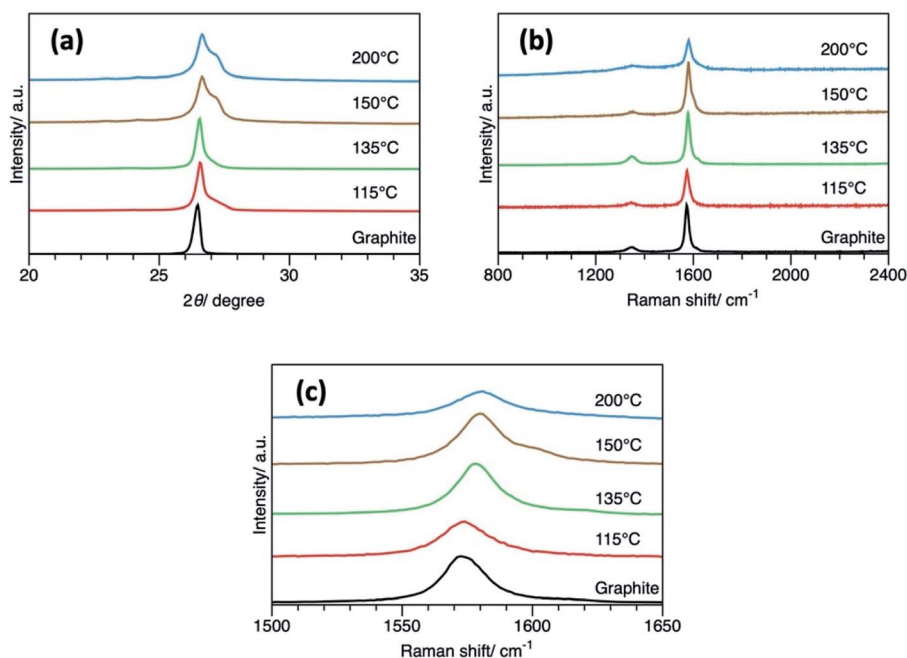 (a)
200°C
150°C
135°C
115°C
Graphite
Intensity/ a.u.
20 25 30 35
2θ/ degree
(b)
200°C
150°C
135°C
115°C
Graphite
Intensity/ a.u.
800 1200 1600 2000 2400
Raman shift/ cm⁻¹
(c)
200°C
150°C
135°C
115°C
Graphite
Intensity/ a.u.
1500 1550 1600 1650
Raman shift/ cm⁻¹